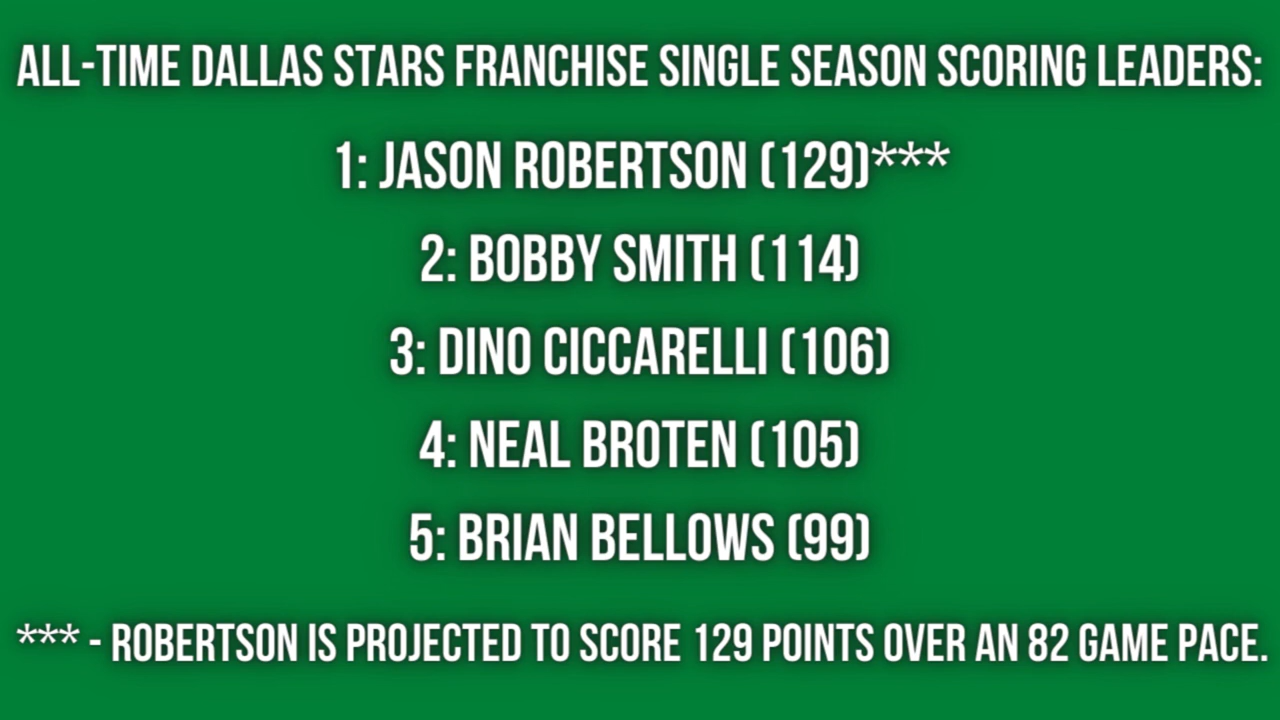 ALL-TIME DALLAS STARS FRANCHISE SINGLE SEASON SCORING LEADERS:
1: JASON ROBERTSON (129)***
2: BOBBY SMITH (114)
3: DINO CICCARELLI (106)
4: NEAL BROTEN (105)
5: BRIAN BELLOWS (99)
*** - ROBERTSON IS PROJECTED TO SCORE 129 POINTS OVER AN 82 GAME PACE.